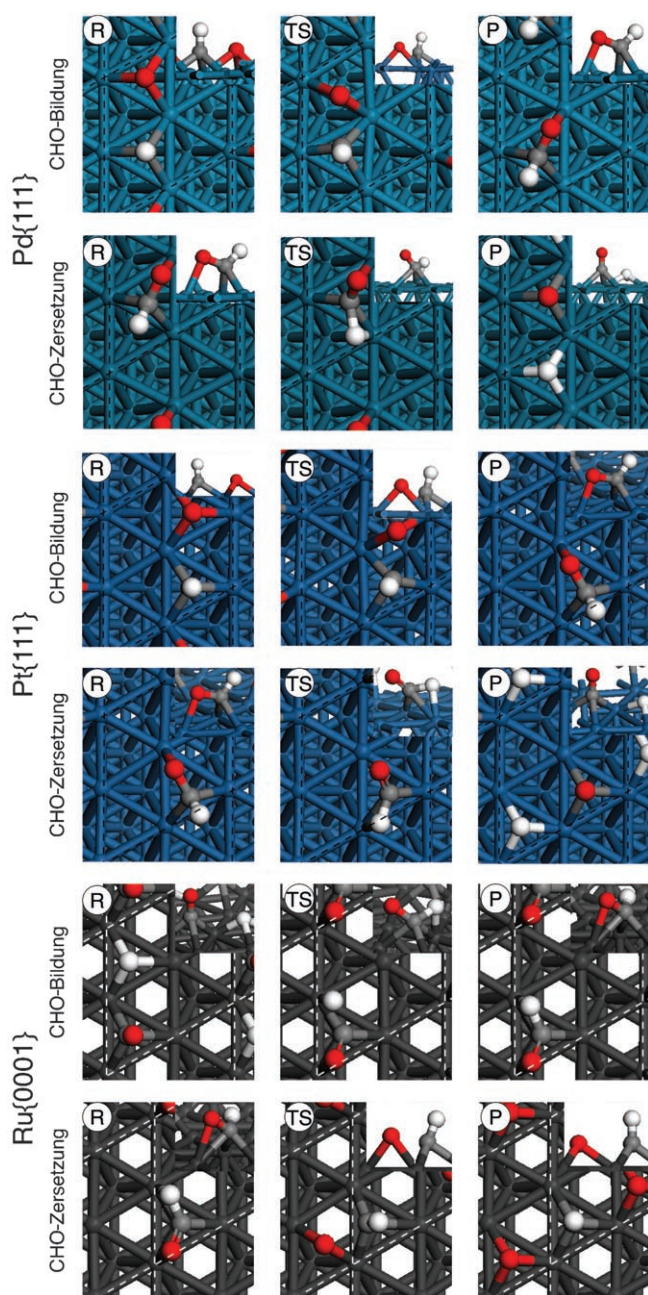 Pd{111}
CHO-Bildung
R
TS
P
CHO-Zersetzung
R
TS
P
Pt{111}
CHO-Bildung
R
TS
P
CHO-Zersetzung
R
TS
P
Ru{0001}
CHO-Bildung
R
TS
P
CHO-Zersetzung
R
TS
P